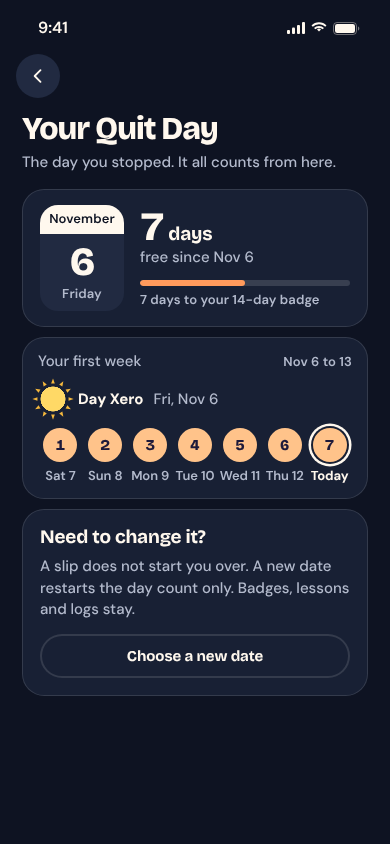 9:41
Your Quit Day
The day you stopped. It all counts from here.
November
6
Friday
7 days
free since Nov 6
7 days to your 14-day badge
Your first week
Nov 6 to 13
Day Xero Fri, Nov 6
1 2 3 4 5 6 7
Sat 7 Sun 8 Mon 9 Tue 10 Wed 11 Thu 12 Today
Need to change it?
A slip does not start you over. A new date
restarts the day count only. Badges, lessons
and logs stay.
Choose a new date